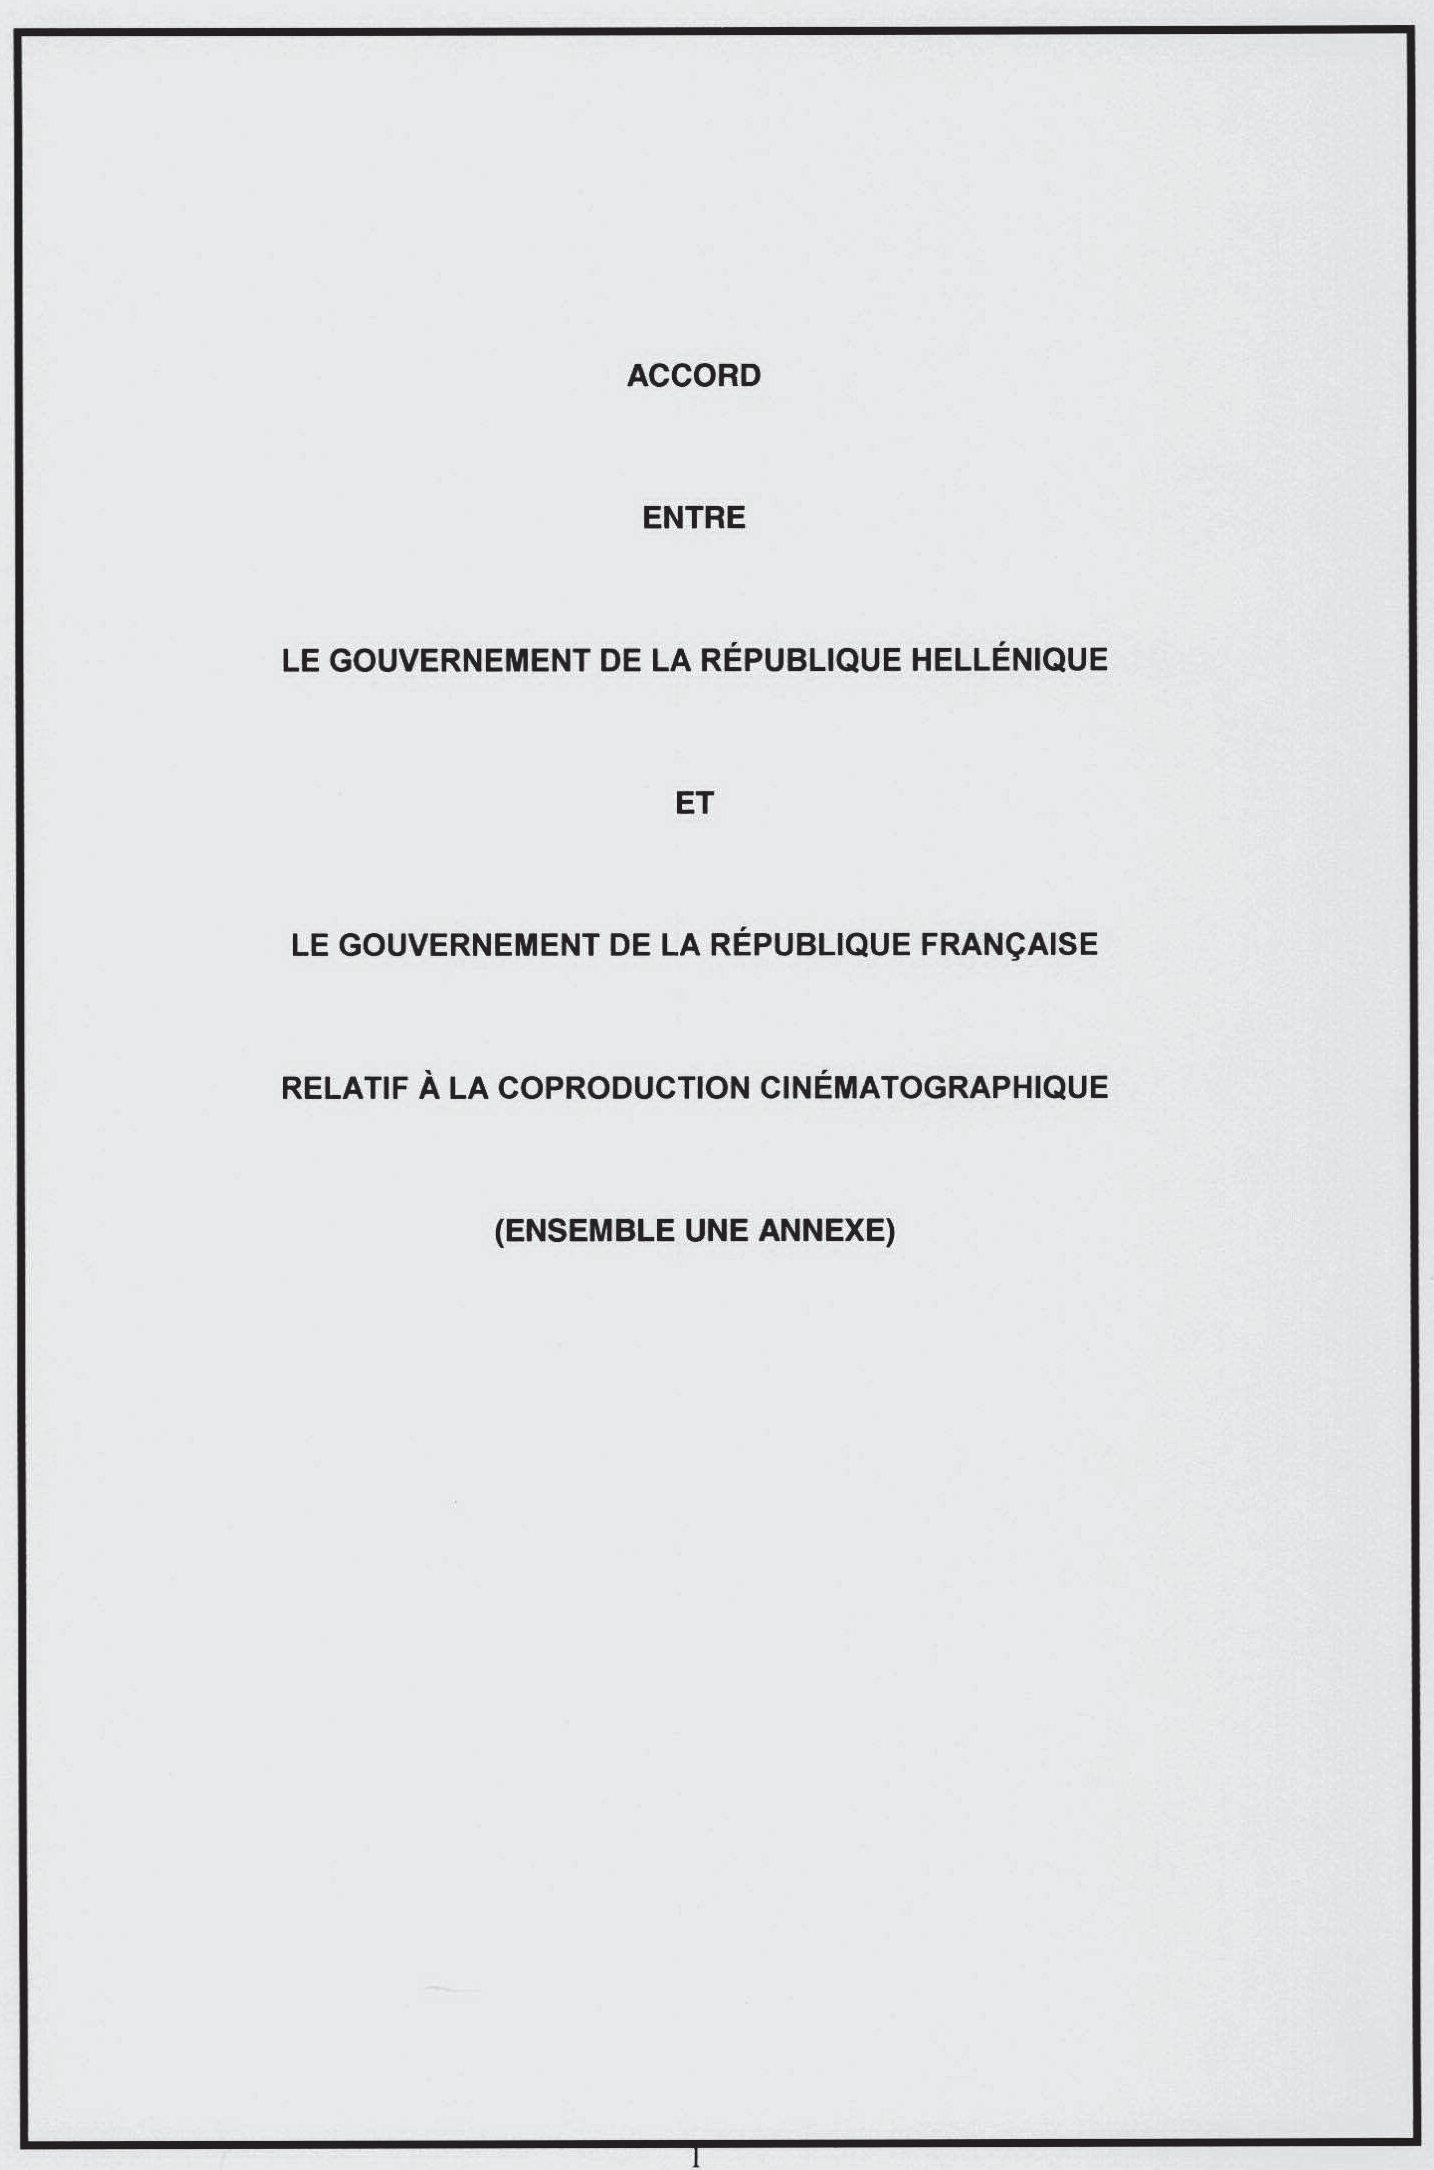 ACCORD
ENTRE
LE GOUVERNEMENT DE LA RÉPUBLIQUE HELLÉNIQUE
ET
LE GOUVERNEMENT DE LA RÉPUBLIQUE FRANÇAISE
RELATIF À LA COPRODUCTION CINÉMATOGRAPHIQUE
(ENSEMBLE UNE ANNEXE)
1